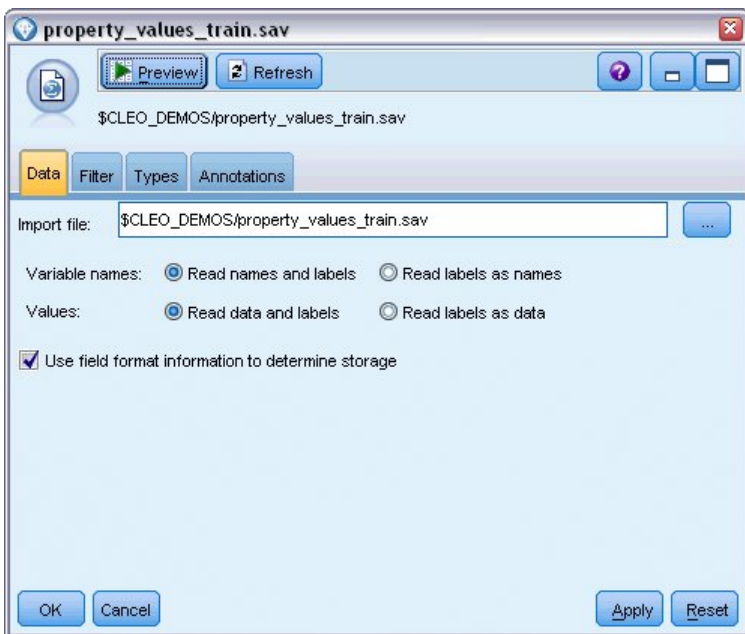 property_values_train.sav
Preview Refresh
$CLEO_DEMOS/property_values_train.sav
Data Filter Types Annotations
Import file: $CLEO_DEMOS/property_values_train.sav ...
Variable names: Read names and labels Read labels as names
Values: Read data and labels Read labels as data
Use field format information to determine storage
OK Cancel Apply Reset